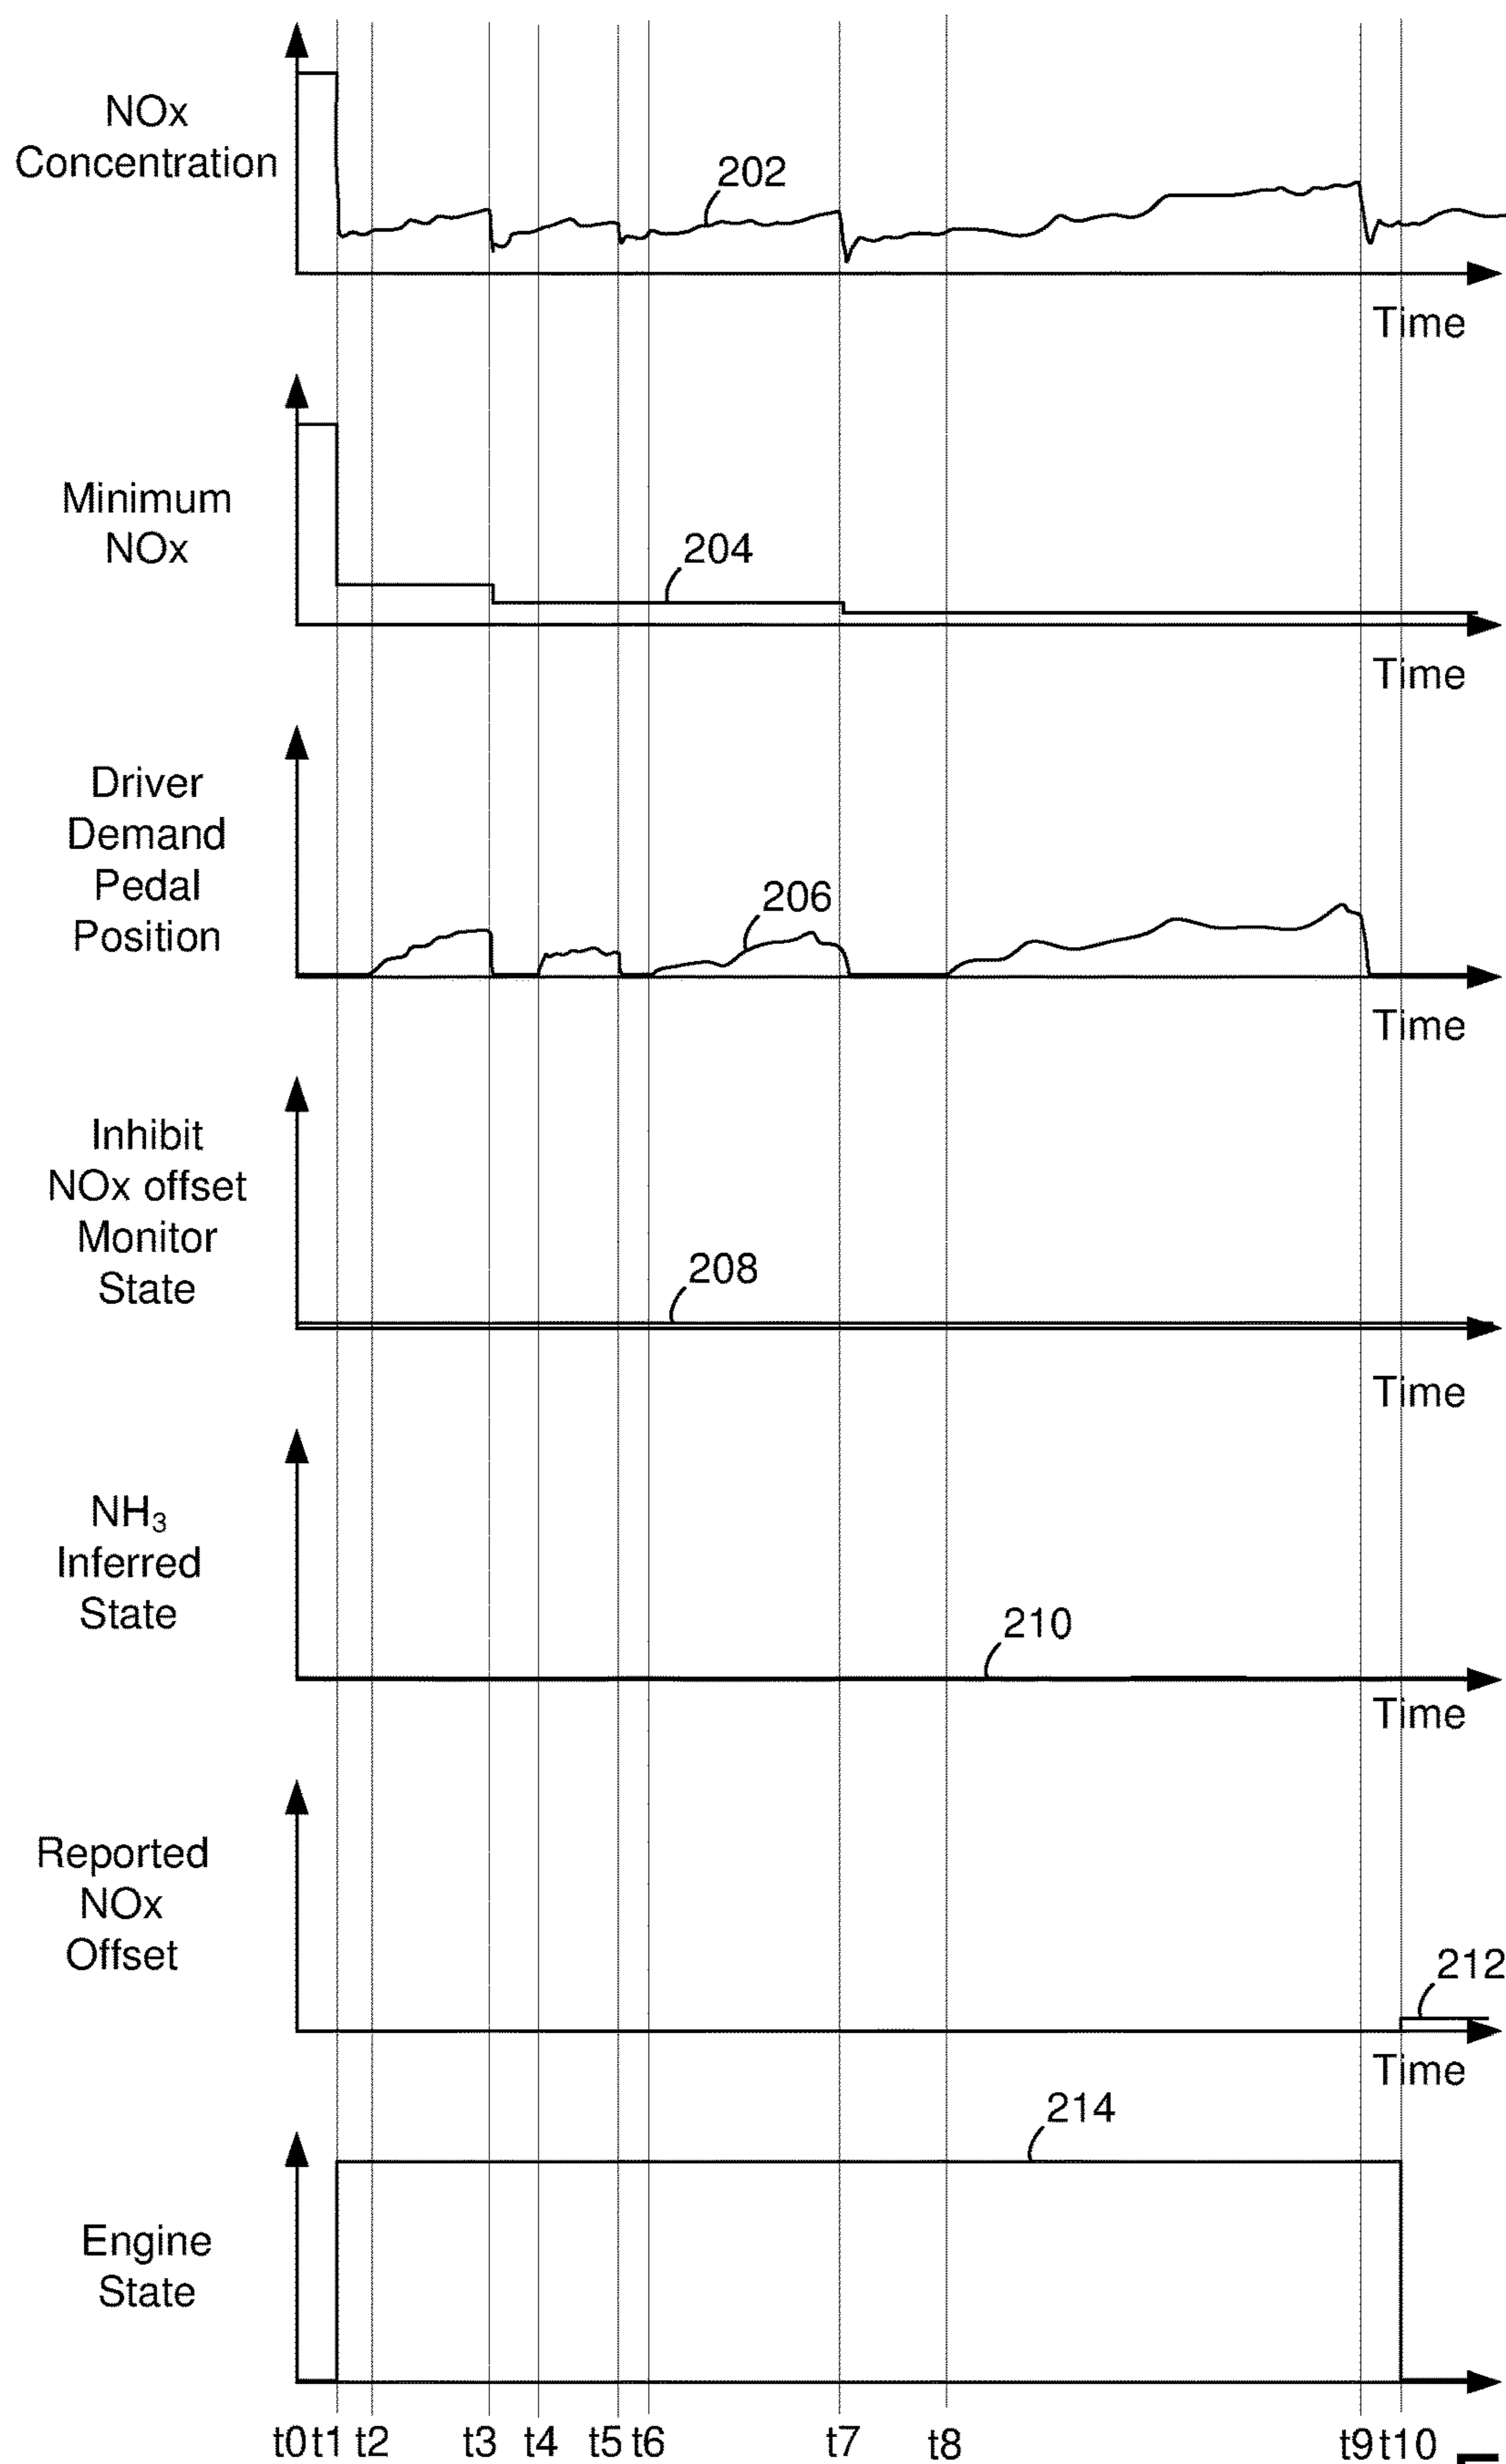 NOx
Concentration
202
Time
Minimum
NOx
204
Time
Driver
Demand
Pedal
Position
206
Time
Inhibit
NOx offset
Monitor
State
208
Time
NH₃
Inferred
State
210
Time
Reported
NOx
Offset
212
Time
Engine
State
214
t0 t1 t2 t3 t4 t5 t6 t7 t8 t9 t10